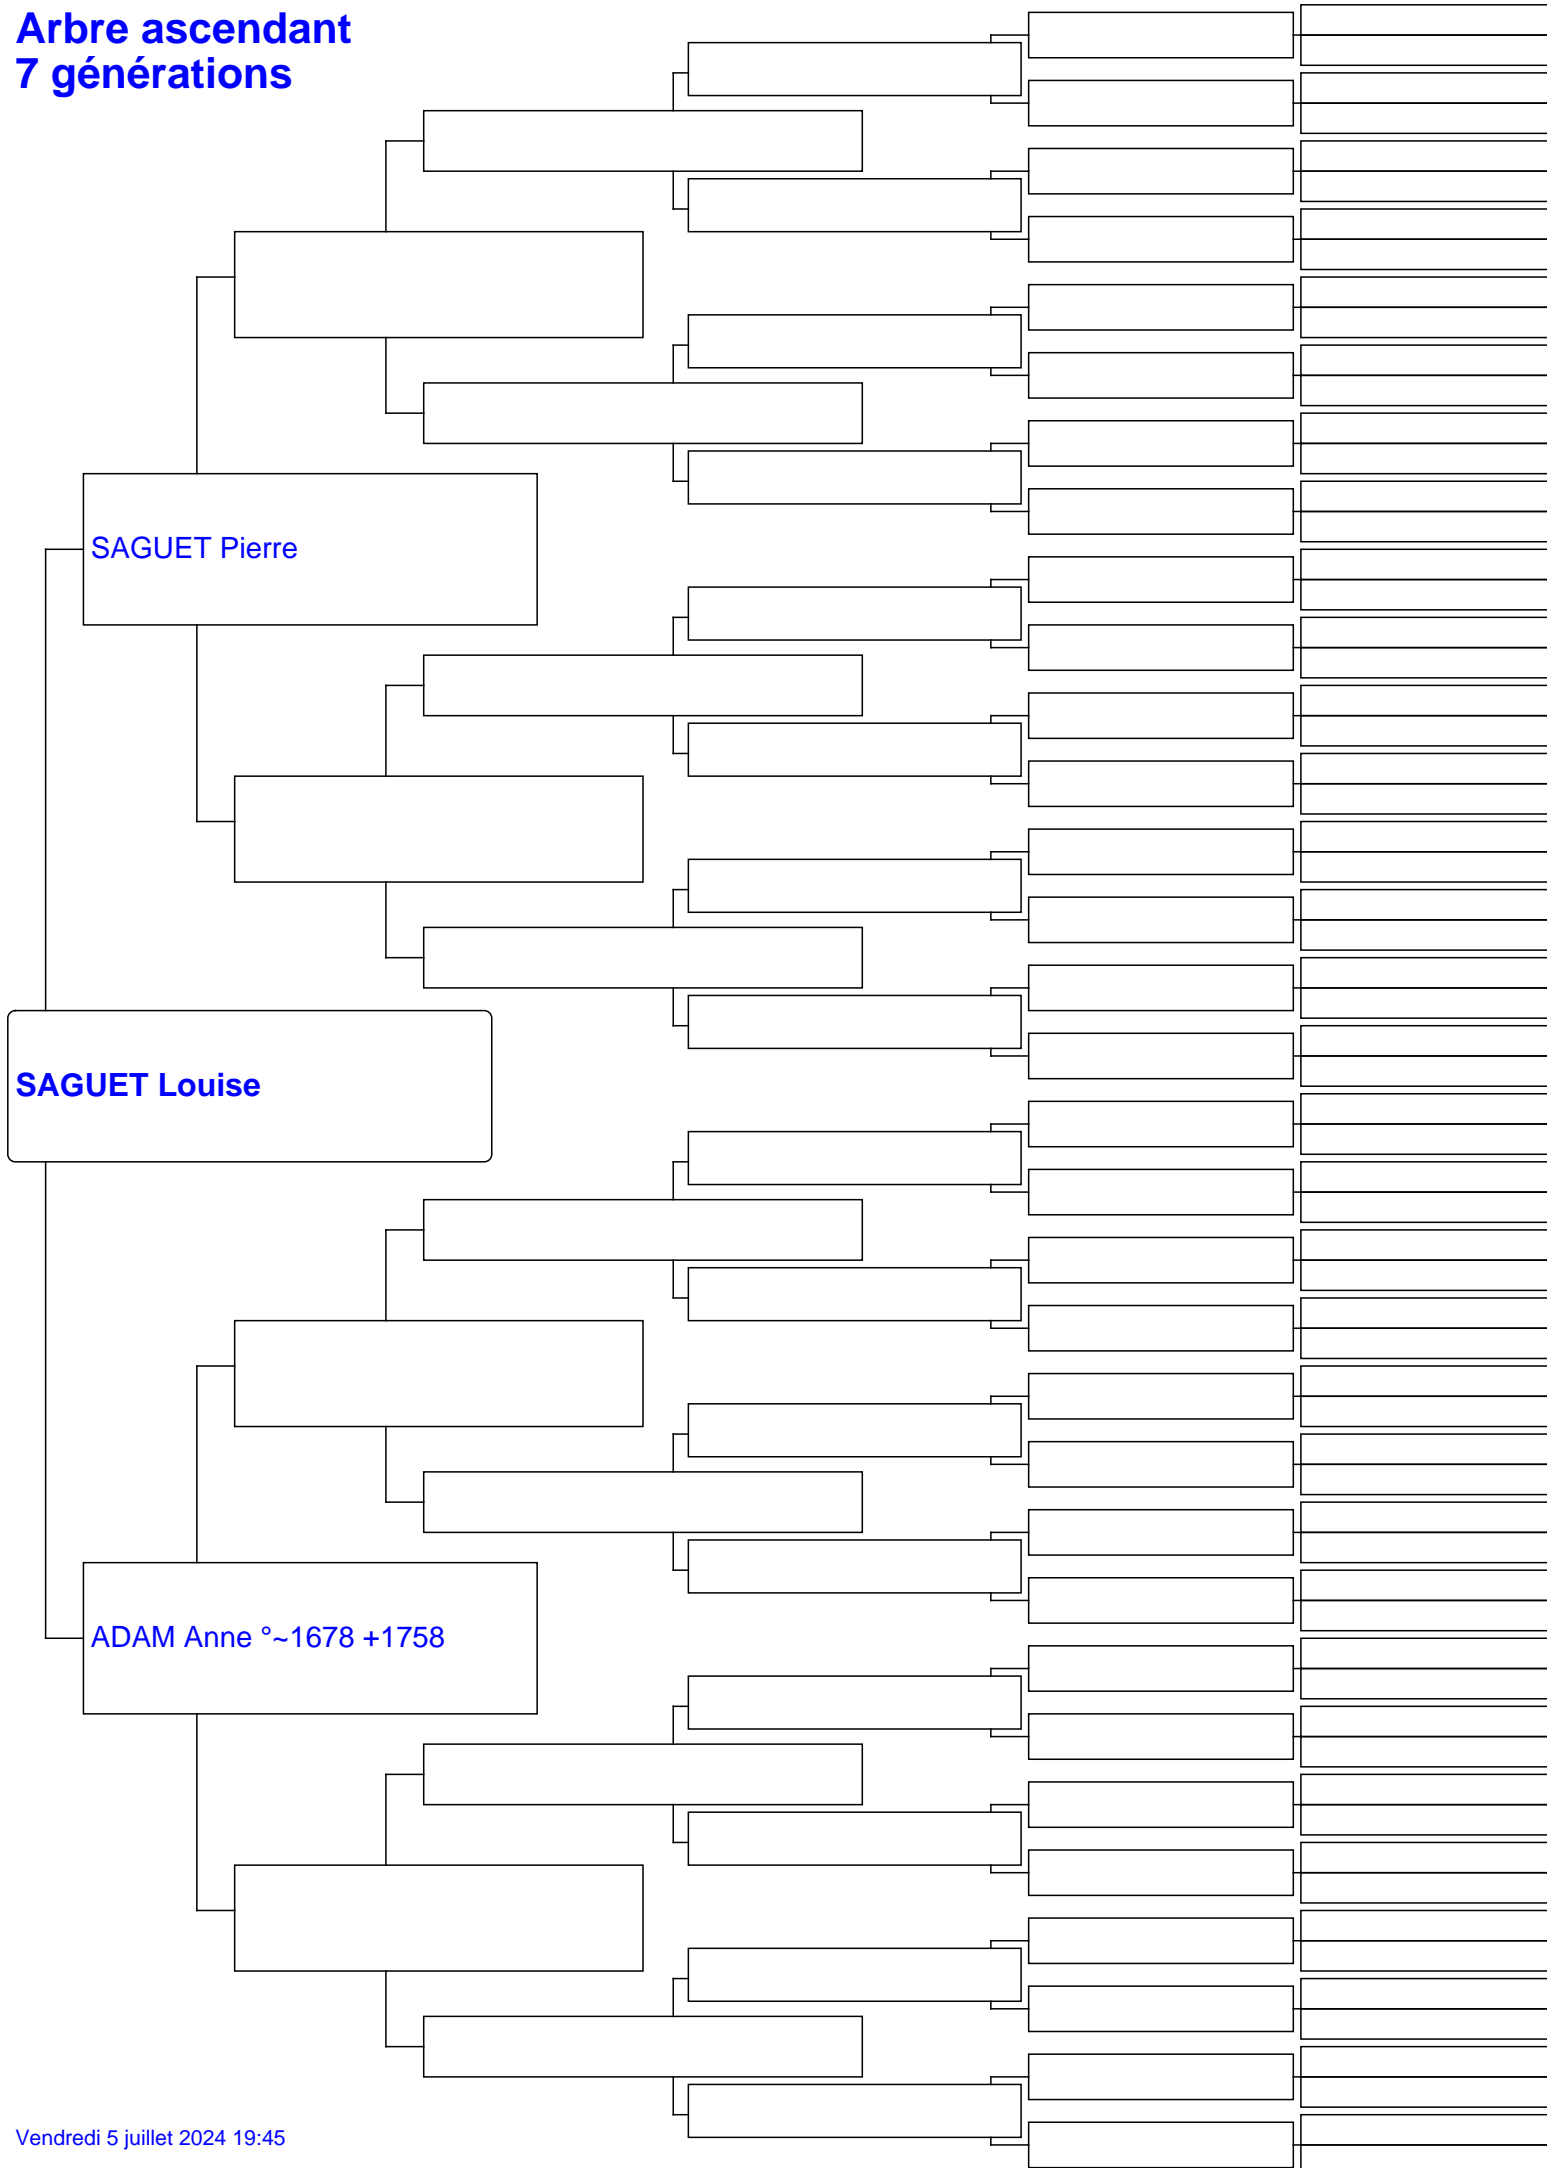 Arbre ascendant
7 générations
SAGUET Pierre
SAGUET Louise
ADAM Anne °~1678 +1758
Vendredi 5 juillet 2024 19:45